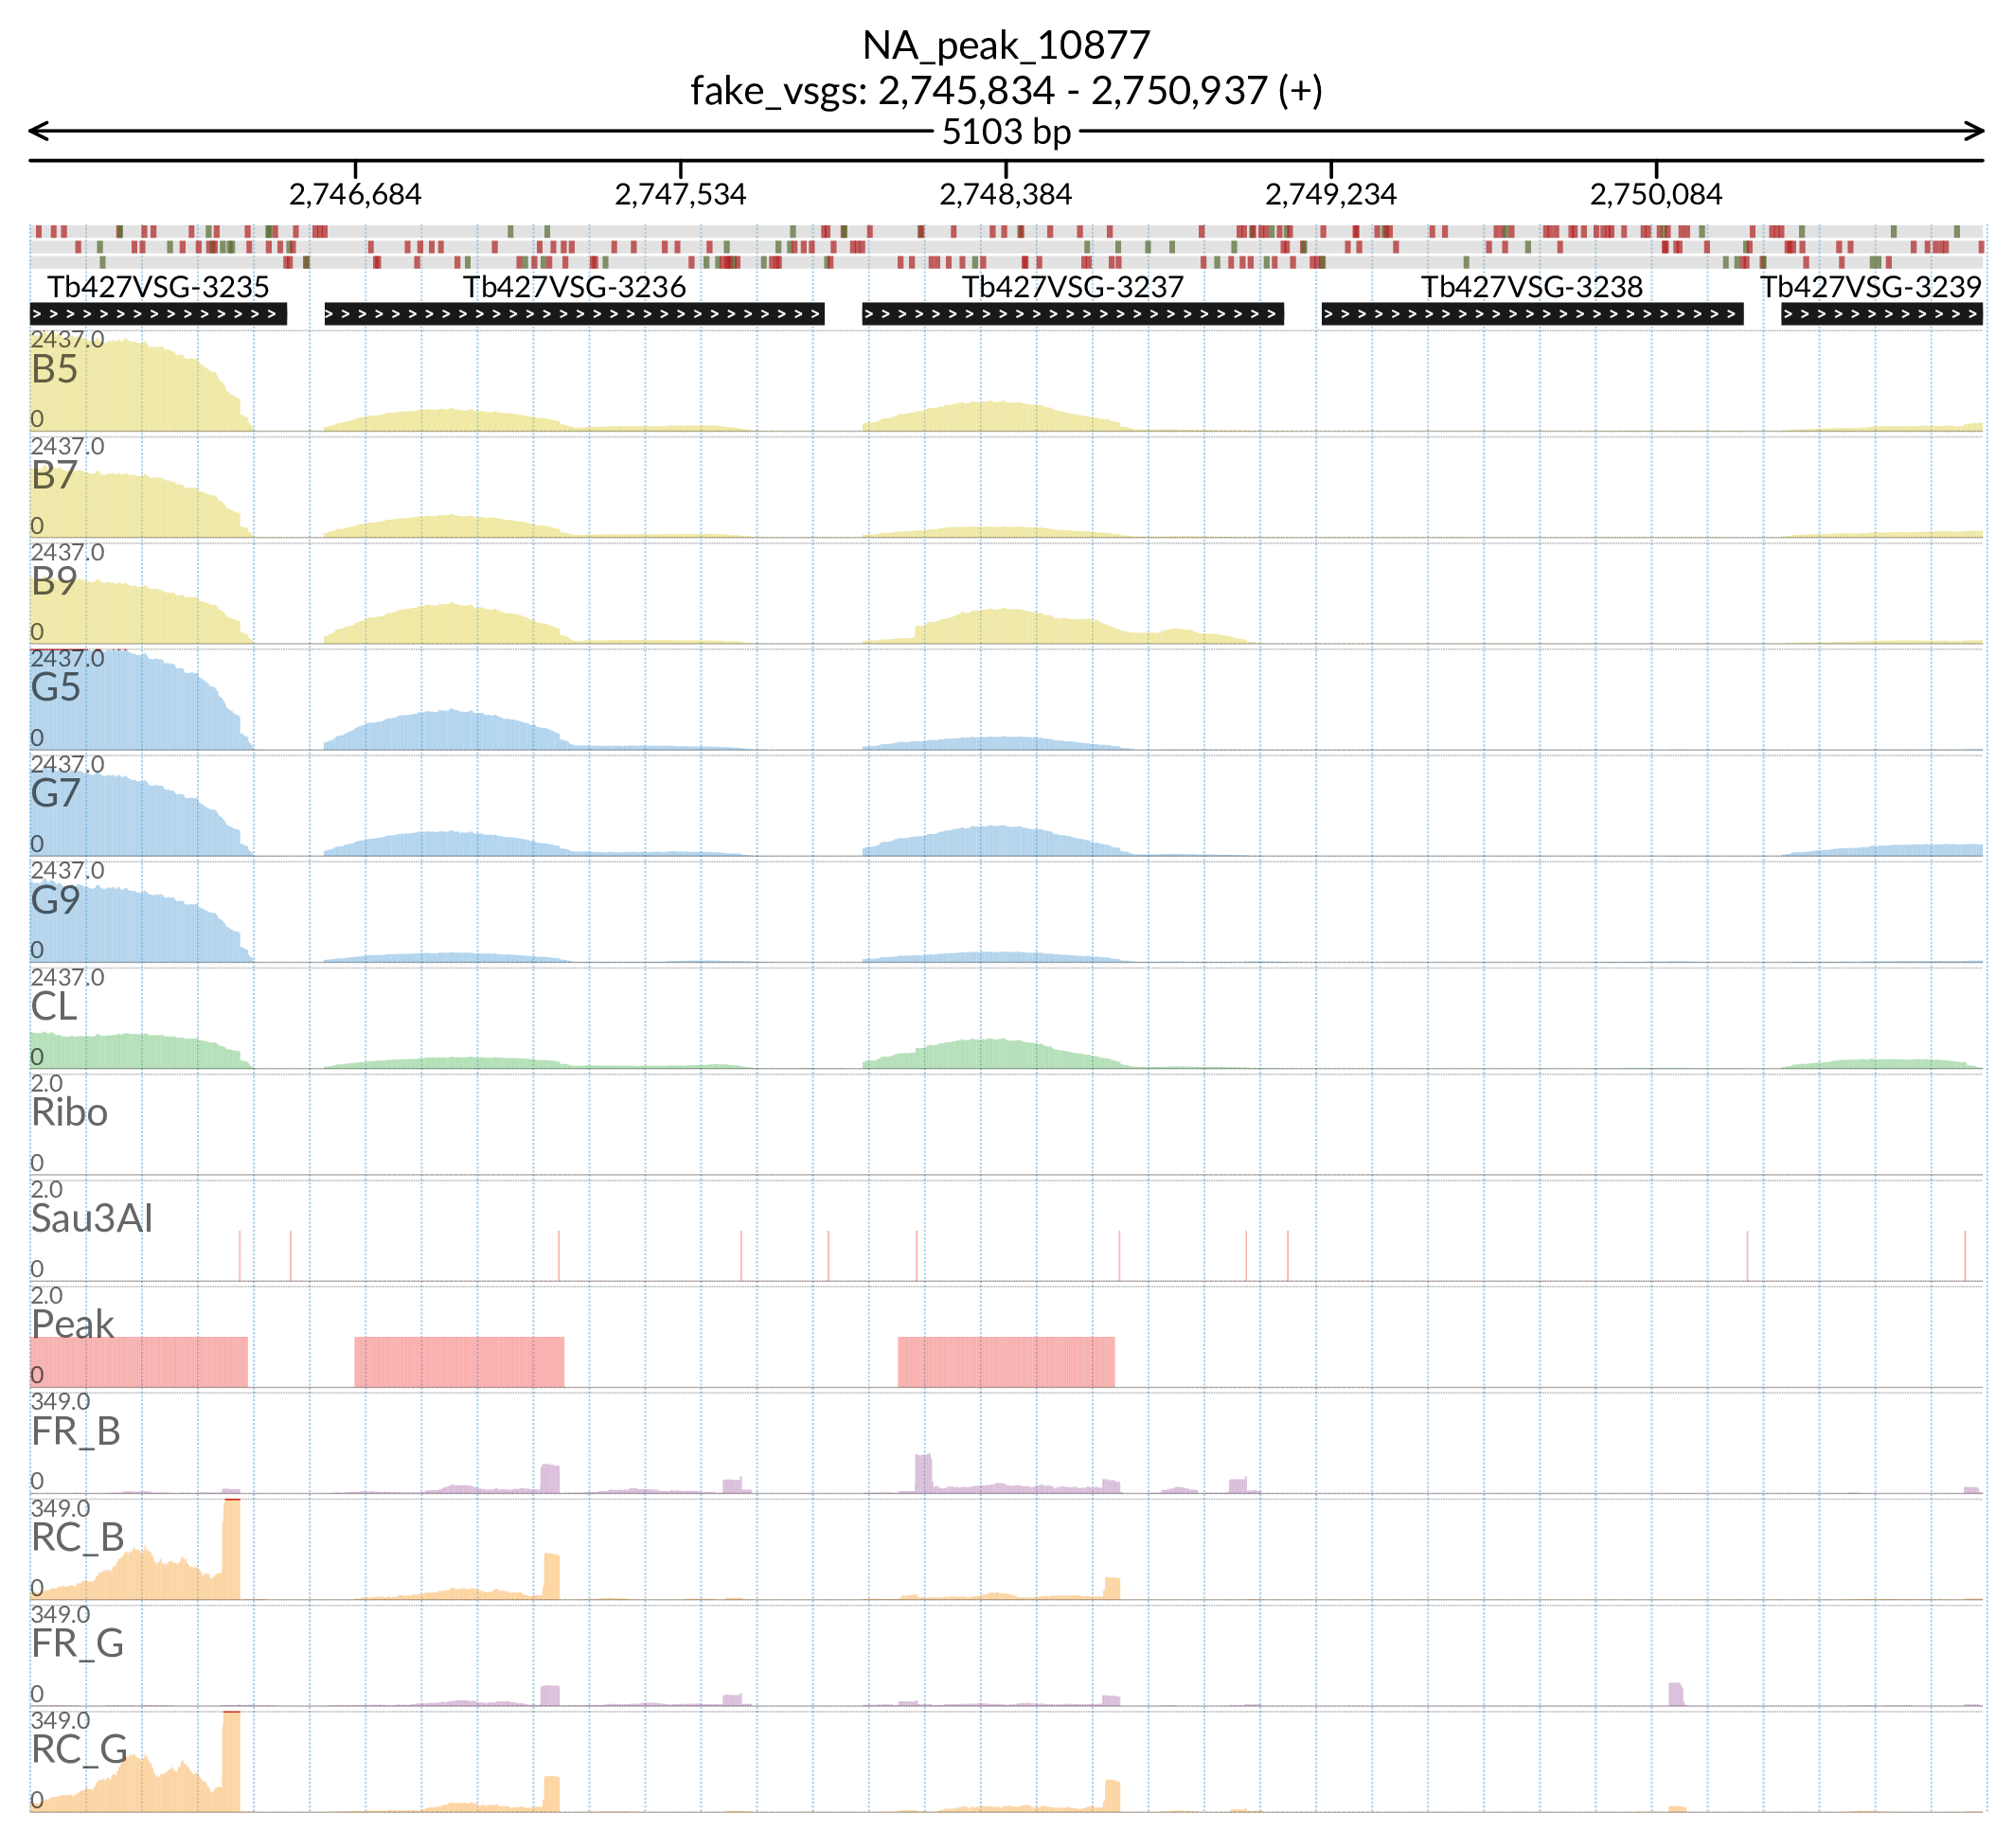 NA_peak_10877
fake_vsgs: 2,745,834 - 2,750,937 (+)
5103 bp
2,746,684 2,747,534 2,748,384 2,749,234 2,750,084
Tb427VSG-3235 Tb427VSG-3236 Tb427VSG-3237 Tb427VSG-3238 Tb427VSG-3239
2437.0
B5
0
2437.0
B7
0
2437.0
B9
0
2437.0
G5
0
2437.0
G7
0
2437.0
G9
0
2437.0
CL
0
2.0
Ribo
0
2.0
Sau3AI
0
2.0
Peak
0
349.0
FR_B
0
349.0
RC_B
0
349.0
FR_G
0
349.0
RC_G
0